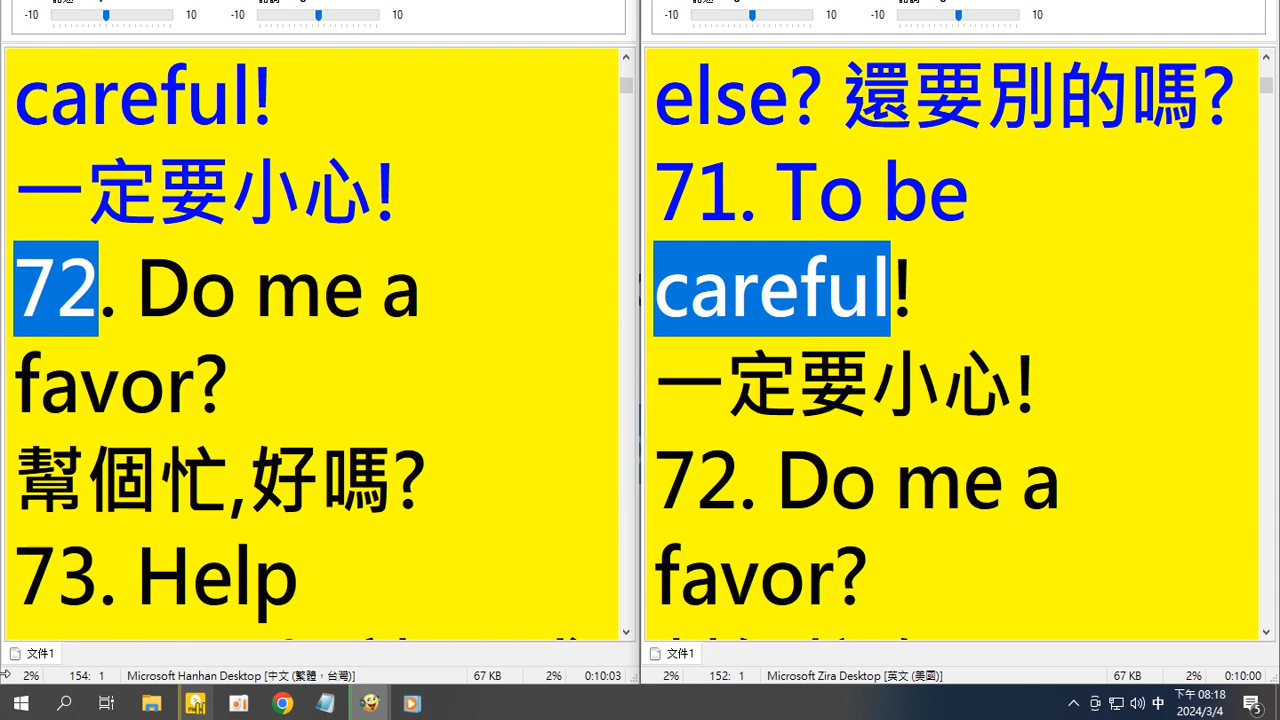 -10 10 -10 10
careful!
一定要小心!
72. Do me a
favor?
幫個忙,好嗎?
73. Help
文件1
2% 154: 1 Microsoft Hanhan Desktop [中文 (繁體，台灣)] 67 KB 2% 0:10:03
-10 10 -10 10
else? 還要別的嗎?
71. To be
careful!
一定要小心!
72. Do me a
favor?
文件1
2% 152: 1 Microsoft Zira Desktop [英文 (美國)] 67 KB 2% 0:10:00
中 下午 08:18
2024/3/4
5